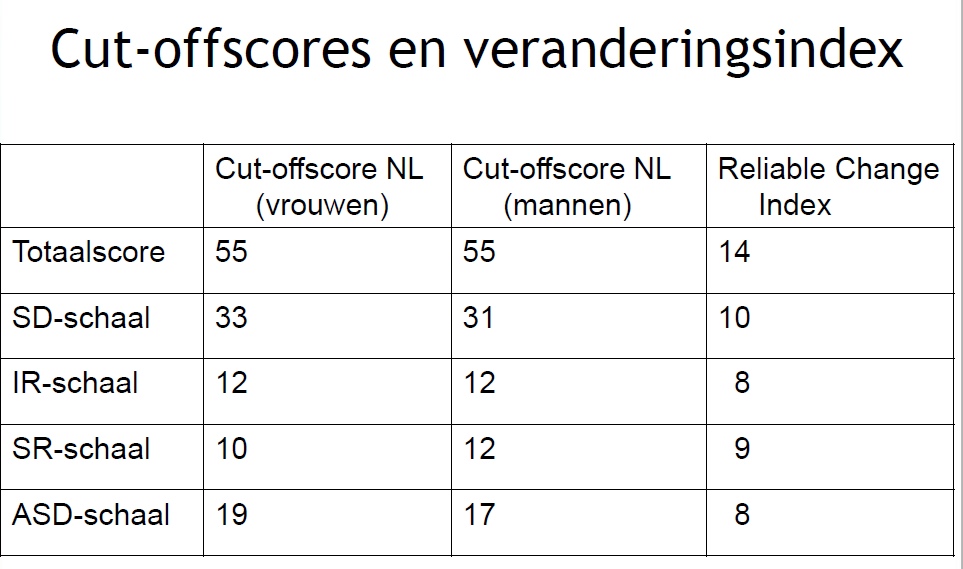 Cut-offscores en veranderingsindex
Cut-offscore NL (vrouwen) Cut-offscore NL (mannen) Reliable Change Index
Totaalscore 55 55 14
SD-schaal 33 31 10
IR-schaal 12 12 8
SR-schaal 10 12 9
ASD-schaal 19 17 8